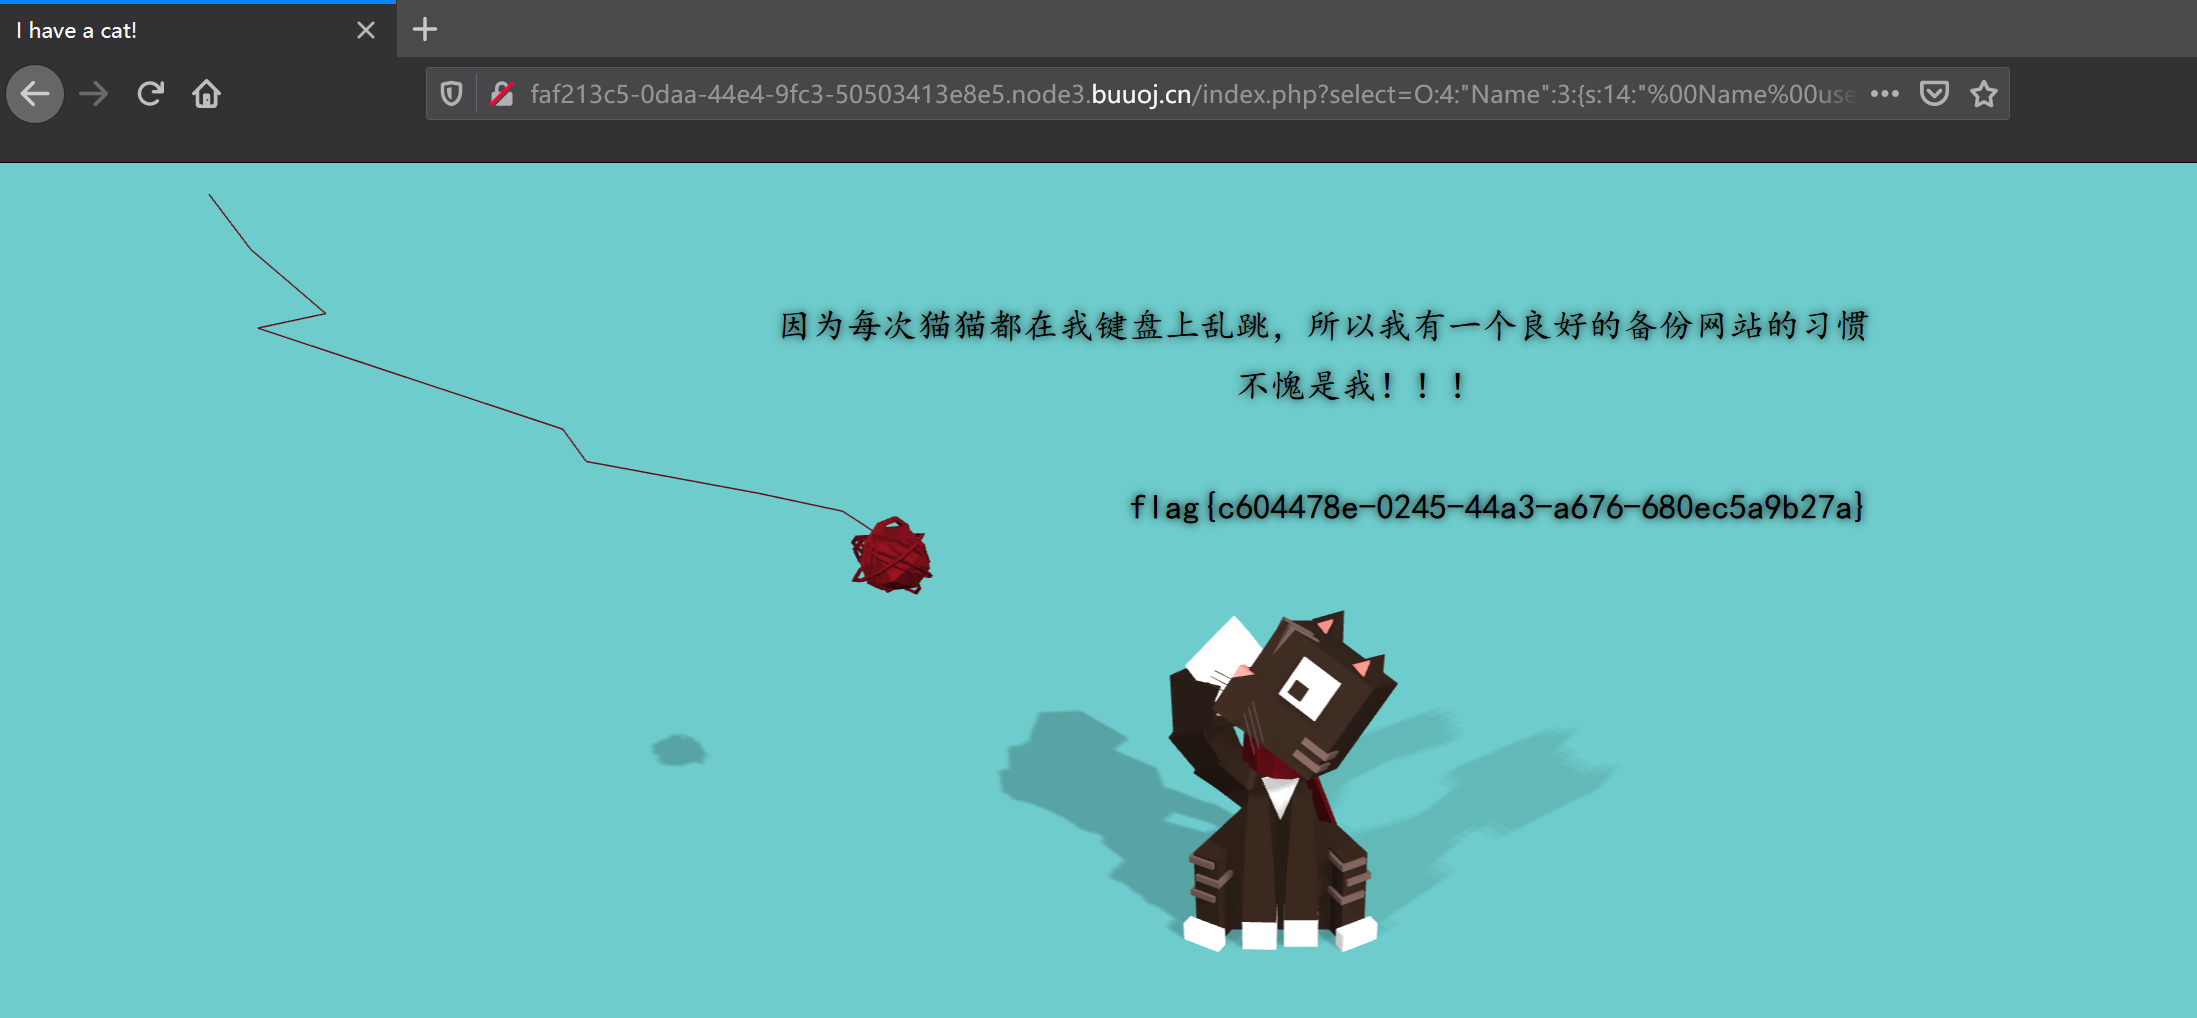 I have a cat!
faf213c5-0daa-44e4-9fc3-50503413e8e5.node3.buuoj.cn/index.php?select=O:4:"Name":3:{s:14:"%00Name%00use
因为每次猫猫都在我键盘上乱跳，所以我有一个良好的备份网站的习惯
不愧是我！！！
flag{c604478e-0245-44a3-a676-680ec5a9b27a}